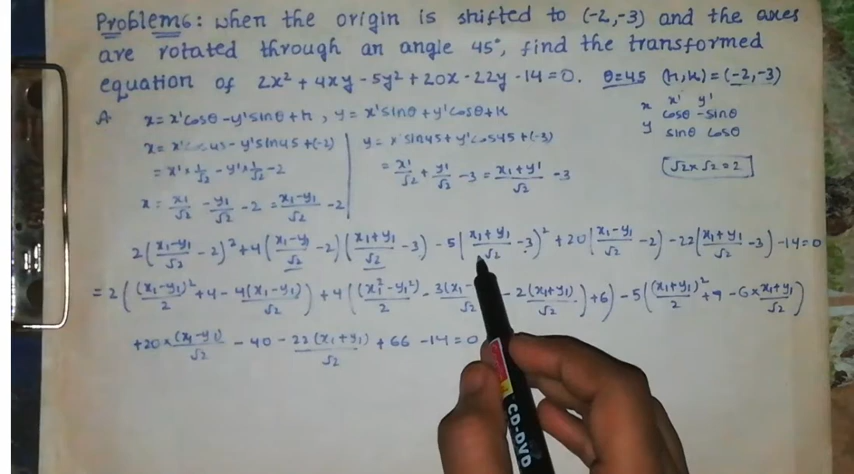 Problem6: when the origin is shifted to (-2,-3) and the axes
are rotated through an angle 45°, find the transformed
equation of 2x² + 4xy - 5y² + 20x - 22y - 14 = 0. θ=45 (h,k) = (-2,-3)
A x = x'cosθ - y'sinθ + h, y = x'sinθ + y'cosθ + k
x' y'
x cosθ -sinθ
y sinθ cosθ
x = x' 45 - y'sin45 + (-2)
= x' × 1/√2 - y' × 1/√2 - 2
x = x1/√2 - y1/√2 - 2 = (x1-y1)/√2 - 2
y = x'sin45 + y'cos45 + (-3)
= x1/√2 + y'/√2 - 3 = (x1+y1)/√2 - 3
[√2×√2 = 2]
2((x1-y1)/√2 - 2)² + 4((x1-y1)/√2 - 2)((x1+y1)/√2 - 3) - 5((x1+y1)/√2 - 3)² + 20((x1-y1)/√2 - 2) - 22((x1+y1)/√2 - 3) - 14 = 0
= 2((x1-y1)²/2 + 4 - 4(x1-y1)/√2) + 4((x1²-y1²)/2 - 3(x1- /√2 - 2(x1+y1)/√2 + 6) - 5((x1+y1)²/2 + 9 - 6×(x1+y1)/√2)
+20×(x1-y1)/√2 - 40 - 22(x1+y1)/√2 + 66 - 14 = 0
CD-DVD